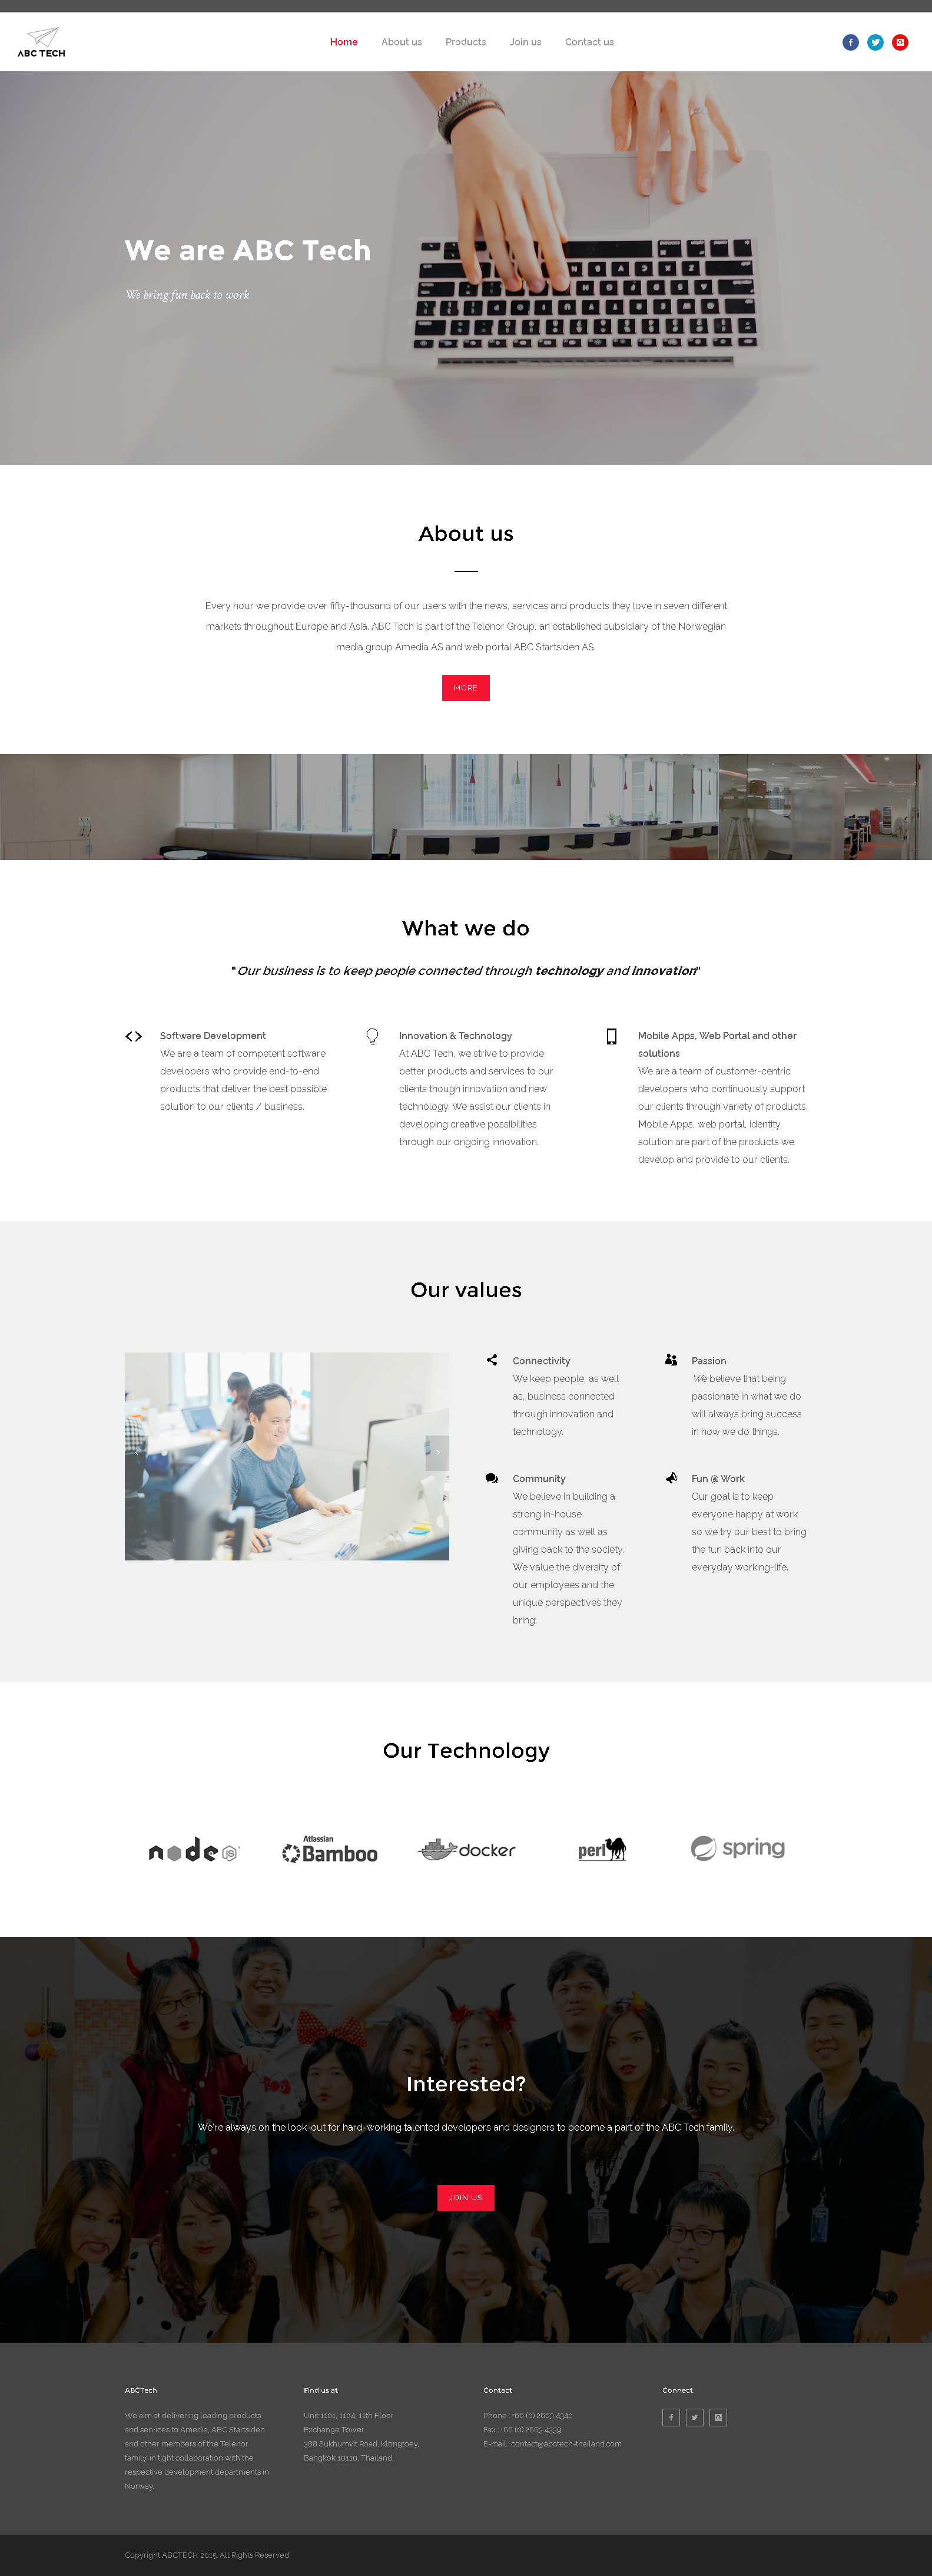 ABC TECH
Home About us Products Join us Contact us
We are ABC Tech
We bring fun back to work
About us
Every hour we provide over fifty-thousand of our users with the news, services and products they love in seven different
markets throughout Europe and Asia. ABC Tech is part of the Telenor Group, an established subsidiary of the Norwegian
media group Amedia AS and web portal ABC Startsiden AS.
MORE
What we do
"Our business is to keep people connected through technology and innovation"
Software Development
We are a team of competent software
developers who provide end-to-end
products that deliver the best possible
solution to our clients / business.
Innovation & Technology
At ABC Tech, we strive to provide
better products and services to our
clients though innovation and new
technology. We assist our clients in
developing creative possibilities
through our ongoing innovation.
Mobile Apps, Web Portal and other
solutions
We are a team of customer-centric
developers who continuously support
our clients through variety of products.
Mobile Apps, web portal, identity
solution are part of the products we
develop and provide to our clients.
Our values
Connectivity
We keep people, as well
as, business connected
through innovation and
technology.
Passion
We believe that being
passionate in what we do
will always bring success
in how we do things.
Community
We believe in building a
strong in-house
community as well as
giving back to the society.
We value the diversity of
our employees and the
unique perspectives they
bring.
Fun @ Work
Our goal is to keep
everyone happy at work
so we try our best to bring
the fun back into our
everyday working-life.
Our Technology
node JS
Atlassian
Bamboo
docker
perl
spring
Interested?
We're always on the look-out for hard-working talented developers and designers to become a part of the ABC Tech family.
JOIN US
ABCTech
We aim at delivering leading products
and services to Amedia, ABC Startsiden
and other members of the Telenor
family, in tight collaboration with the
respective development departments in
Norway.
Find us at
Unit 1101, 1104, 11th Floor
Exchange Tower
388 Sukhumvit Road, Klongtoey,
Bangkok 10110, Thailand.
Contact
Phone : +66 (0) 2663 4340
Fax : +66 (0) 2663 4339
E-mail : contact@abctech-thailand.com
Connect
Copyright ABCTECH 2015. All Rights Reserved